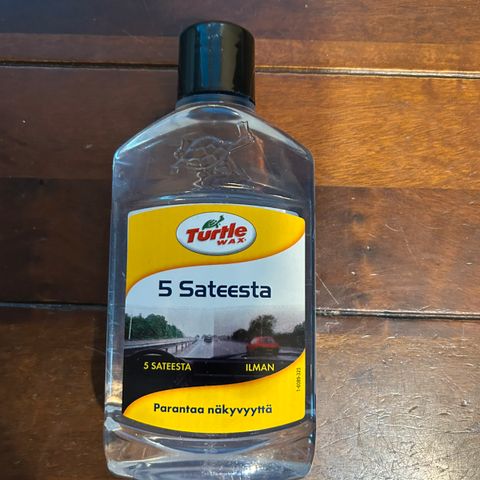 Turtle
WAX®
5 Sateesta
5 SATEESTA ILMAN
Parantaa näkyvyyttä